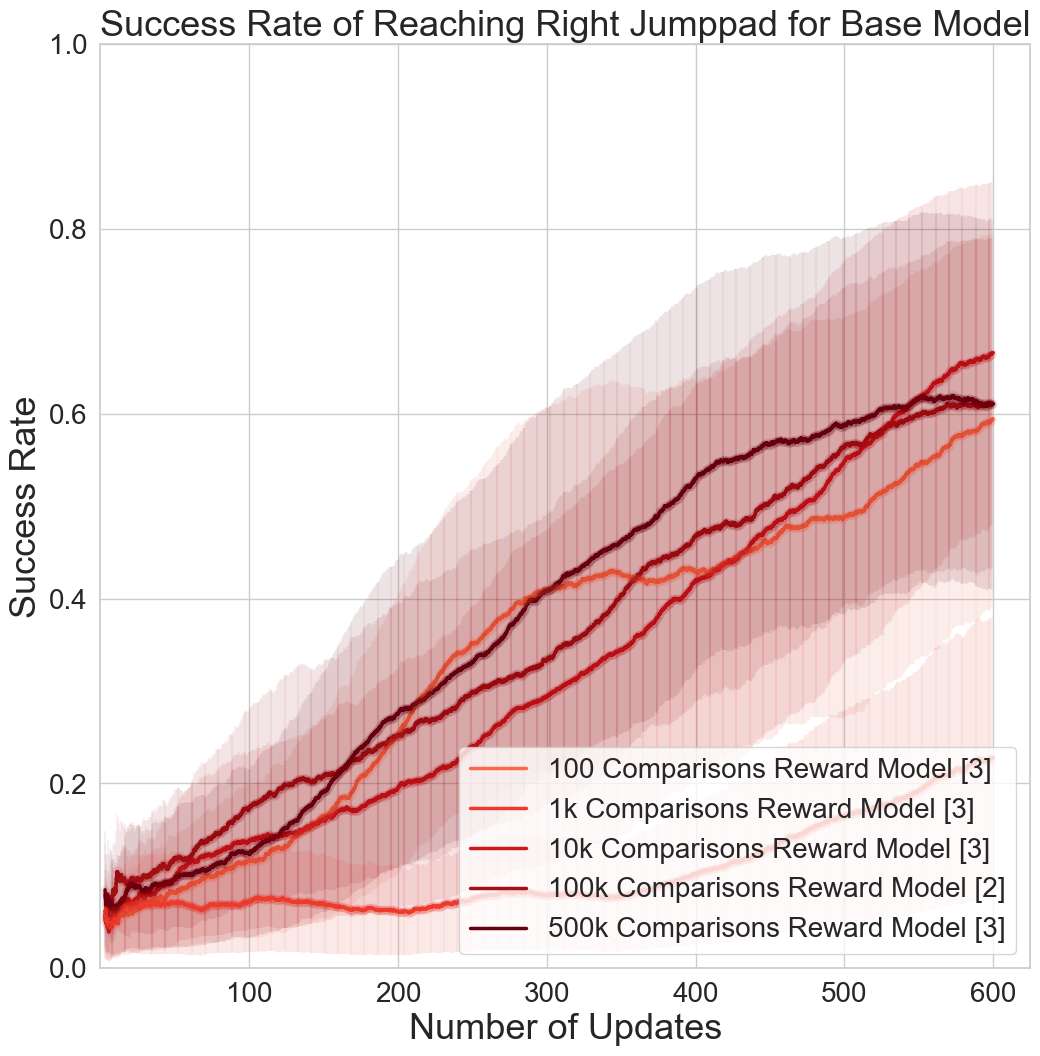 Success Rate of Reaching Right Jumppad for Base Model
1.0
0.8
0.6
0.4
0.2
0.0
Success Rate
100 Comparisons Reward Model [3]
1k Comparisons Reward Model [3]
10k Comparisons Reward Model [3]
100k Comparisons Reward Model [2]
500k Comparisons Reward Model [3]
100 200 300 400 500 600
Number of Updates